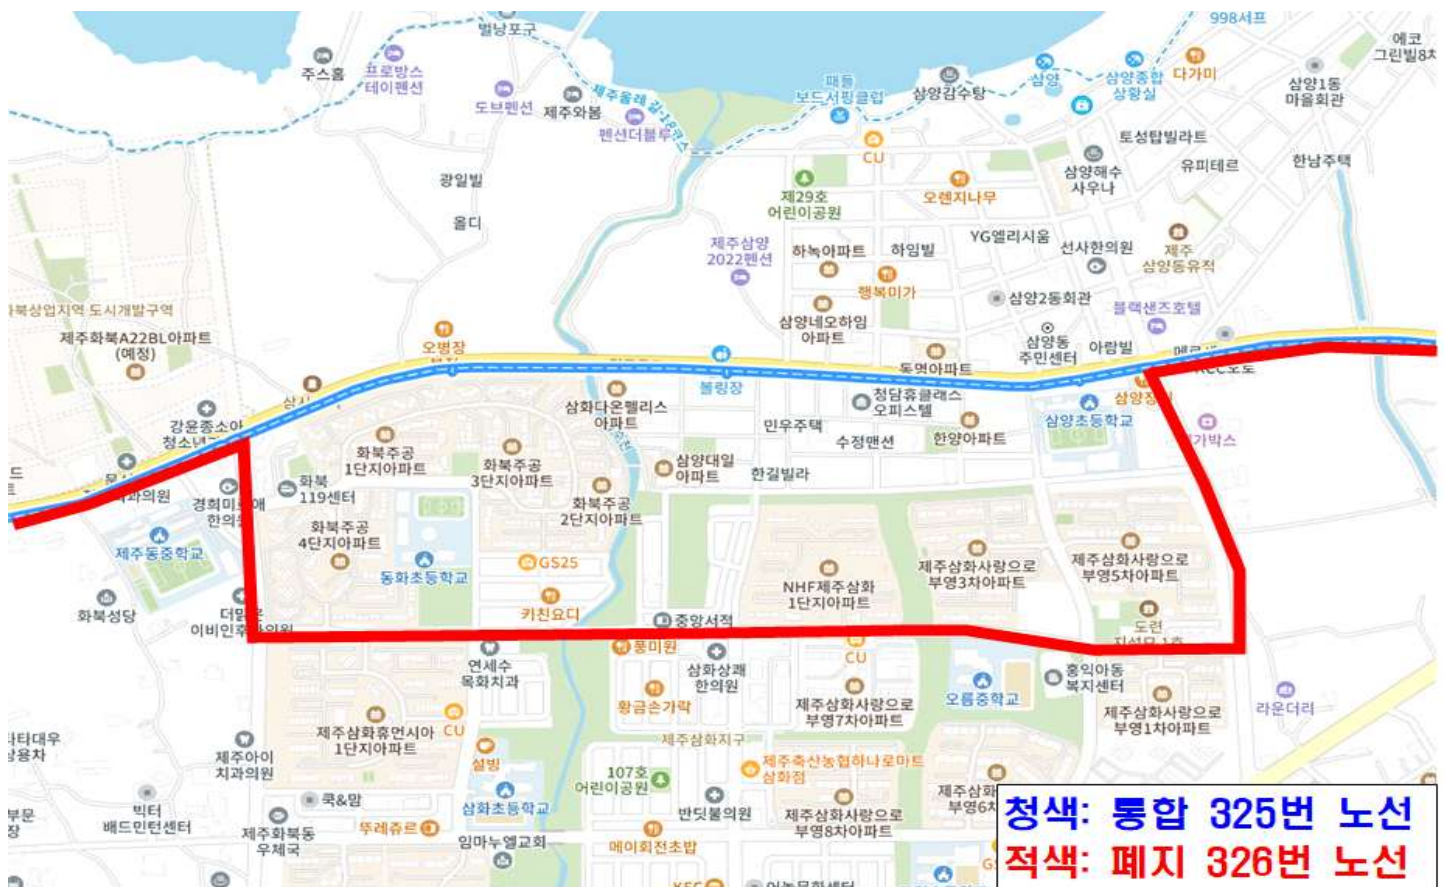 998서프
벌낭포구
에코
그린빌8차
주스홈
프로방스
테이펜션
삼양
삼양종합
상황실
다가미
삼양1동
마을회관
패들
보드서핑클럽
삼양감수탕
도브펜션
제주와봄
제주올레 길-18코스
펜션더블루
토성탑빌라트
CU
유피테르
한남주택
삼양해수
사우나
광일빌
제29호
어린이공원
오렌지나무
올디
제주삼양
2022펜션
하녹아파트
하임빌
YG엘리시움
선사한의원
제주
삼양동유적
행복미가
삼양2동회관
블랙샌즈호텔
화북상업지역 도시개발구역
제주화북A22BL아파트
(예정)
삼양네오하임
아파트
오병장
삼양동
주민센터
아람빌
동명아파트
볼링장
삼화다온펠리스
아파트
청담휴클래스
오피스텔
삼양초등학교
강윤종소아
민우주택
수정맨션
한양아파트
화북주공
1단지아파트
화북주공
3단지아파트
삼양대일
아파트
한길빌라
화북
119센터
화북주공
2단지아파트
화북주공
4단지아파트
제주동중학교
동화초등학교
GS25
NHF제주삼화
1단지아파트
제주삼화사랑으로
부영3차아파트
제주삼화사랑으로
부영5차아파트
화북성당
키친요디
중앙서적
도련
풍미원
CU
연세수
목화치과
삼화상쾌
한의원
홍익아동
복지센터
오름중학교
황금손가락
제주삼화사랑으로
부영7차아파트
제주삼화사랑으로
부영1차아파트
라운더리
제주삼화휴먼시아
1단지아파트
CU
제주삼화지구
제주아이
치과의원
설빙
107호
어린이공원
제주축산농협하나로마트
삼화점
쿡&맘
삼화초등학교
반딧불의원
제주삼화사랑으로
부영8차아파트
빅터
배드민턴센터
제주화북동
우체국
뚜레쥬르
임마누엘교회
메이회전초밥
청색: 통합 325번 노선
적색: 폐지 326번 노선